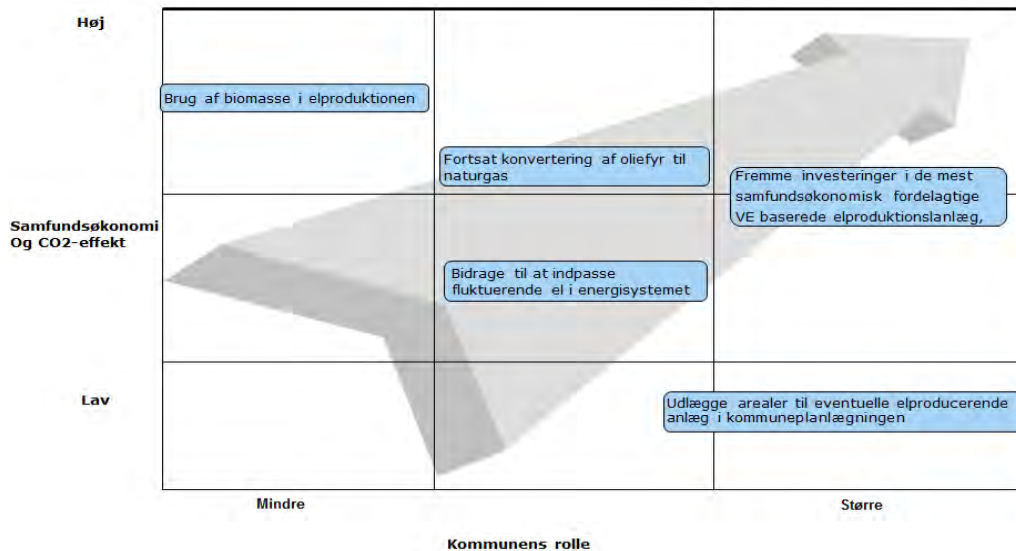 Høj
Brug af biomasse i elproduktionen
Fortsat konvertering af oliefyr til
naturgas
Fremme investeringer i de mest
samfundsøkonomisk fordelagtige
VE baserede elproduktionslanlæg,
Samfundsøkonomi
Og CO2-effekt
Bidrage til at indpasse
fluktuerende el i energisystemet
Lav
Udlægge arealer til eventuelle elproducerende
anlæg i kommuneplanlægningen
Mindre
Større
Kommunens rolle